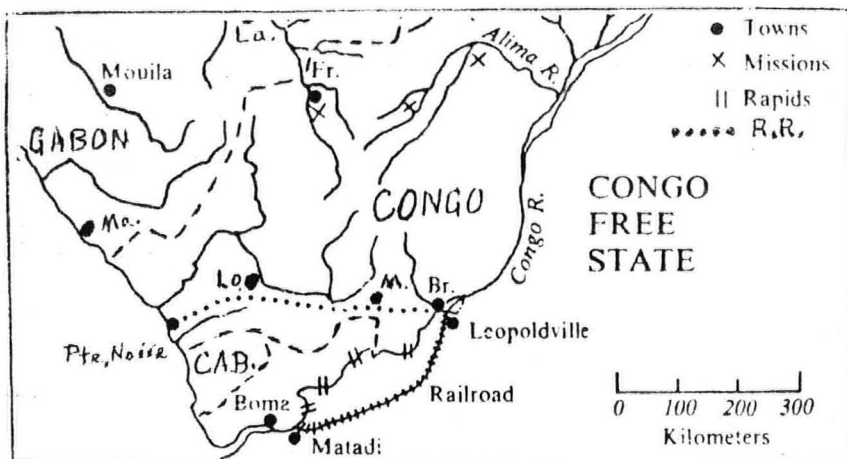 La.
Alima R.
Towns
Mouila
Fr.
Missions
Rapids
R.R.
GABON
CONGO
CONGO
FREE
STATE
Congo R.
Ma.
Lo.
M.
Br.
Leopoldville
Pte. Noire
CAB.
Railroad
Boma
Matadi
0 100 200 300
Kilometers